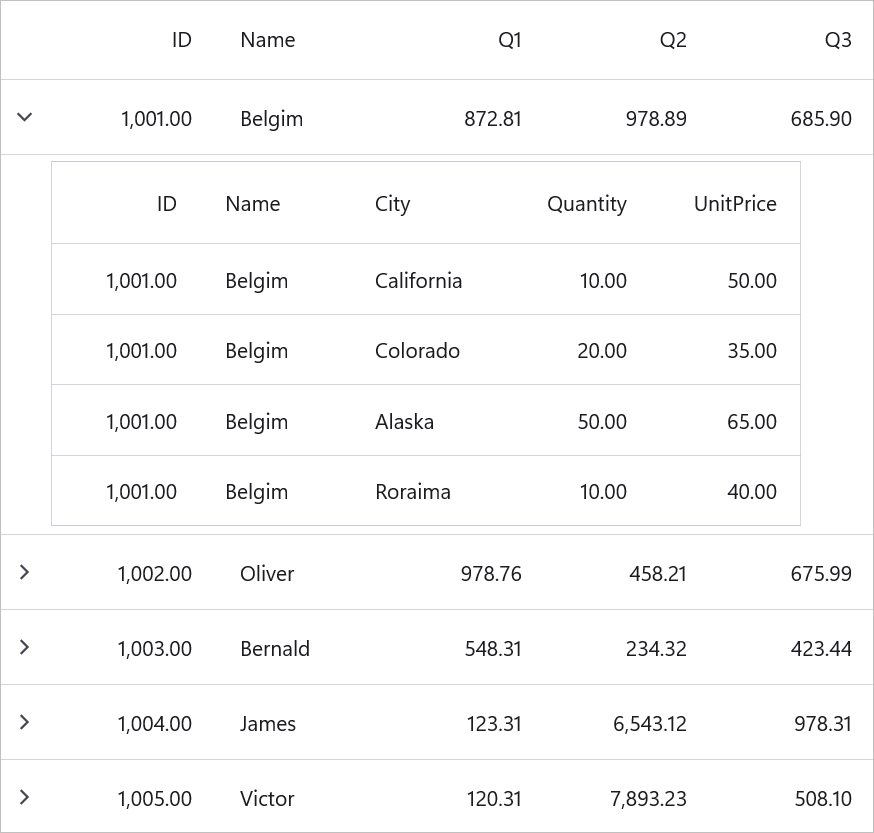 ID Name Q1 Q2 Q3
1,001.00 Belgim 872.81 978.89 685.90
ID Name City Quantity UnitPrice
1,001.00 Belgim California 10.00 50.00
1,001.00 Belgim Colorado 20.00 35.00
1,001.00 Belgim Alaska 50.00 65.00
1,001.00 Belgim Roraima 10.00 40.00
1,002.00 Oliver 978.76 458.21 675.99
1,003.00 Bernald 548.31 234.32 423.44
1,004.00 James 123.31 6,543.12 978.31
1,005.00 Victor 120.31 7,893.23 508.10